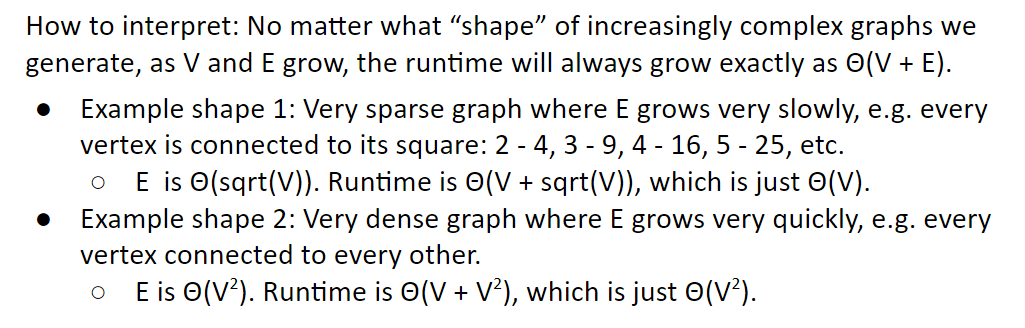 How to interpret: No matter what “shape” of increasingly complex graphs we
generate, as V and E grow, the runtime will always grow exactly as Θ(V + E).
● Example shape 1: Very sparse graph where E grows very slowly, e.g. every
vertex is connected to its square: 2 - 4, 3 - 9, 4 - 16, 5 - 25, etc.
○ E is Θ(sqrt(V)). Runtime is Θ(V + sqrt(V)), which is just Θ(V).
● Example shape 2: Very dense graph where E grows very quickly, e.g. every
vertex connected to every other.
○ E is Θ(V²). Runtime is Θ(V + V²), which is just Θ(V²).